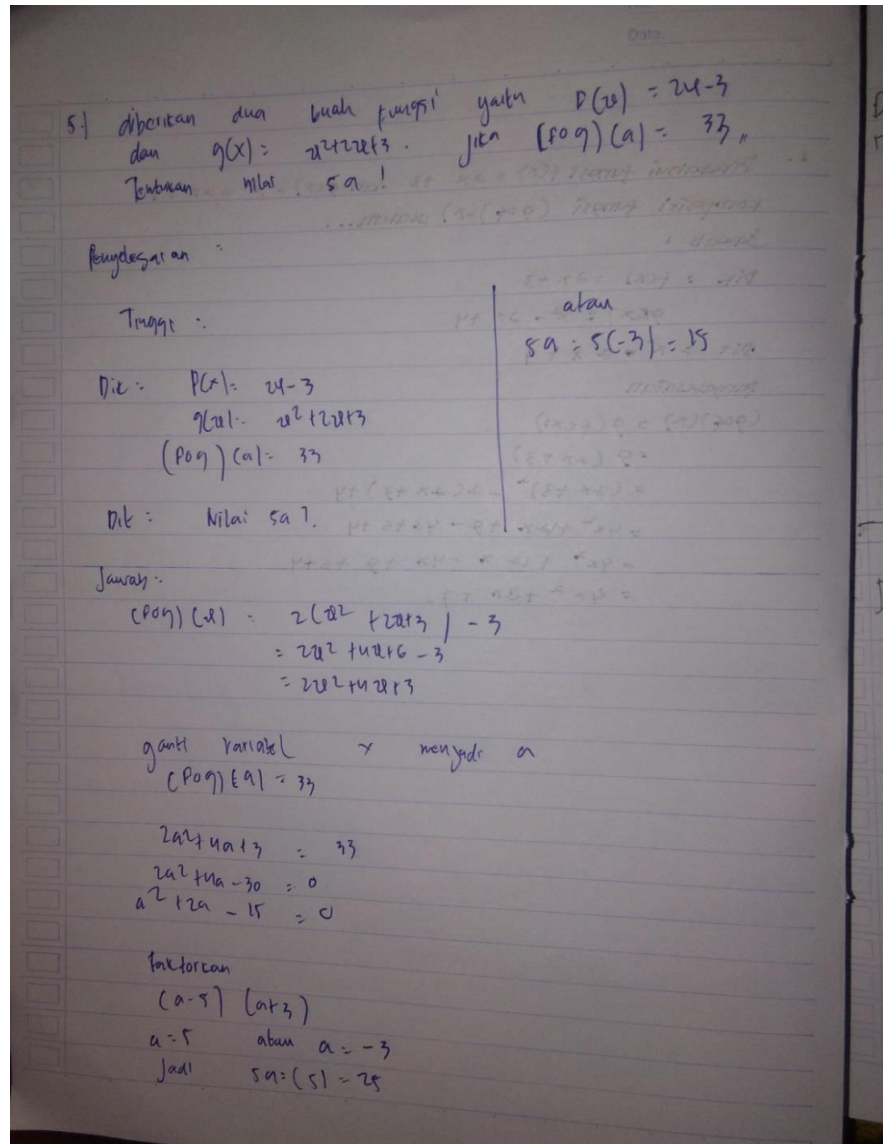 Date:
5.) diberikan dua buah fungsi yaitu f(x) = 2x-3
dan g(x) = x²+2x+3. jika (fog)(a) = 33,,
Tentukan nilai 5a!
Penyelesaian :
Dik : f(x) = 2x-3
g(x) = x²+2x+3
(fog)(a) = 33
Dit : Nilai 5a?
Jawab :
(fog)(x) = 2(x² +2x+3) - 3
= 2x² +4x+6 - 3
= 2x²+4x+3
ganti variabel x menjadi a
(fog)(a) = 33
2a²+4a+3 = 33
2a²+4a-30 = 0
a²+2a - 15 = 0
faktorcan
(a-5) (a+3)
a=5 atau a = -3
Jadi 5a=(5) = 25
atau
5a = 5(-3) = 15.